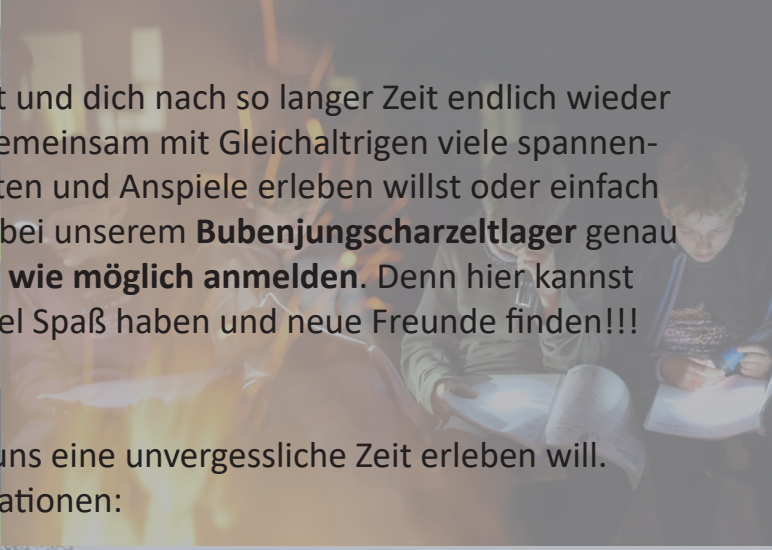 t und dich nach so langer Zeit endlich wieder
emeinsam mit Gleichaltrigen viele spannen-
ten und Anspiele erleben willst oder einfach
bei unserem Bubenjungscharzeltlager genau
wie möglich anmelden. Denn hier kannst
el Spaß haben und neue Freunde finden!!!
uns eine unvergessliche Zeit erleben will.
ationen: